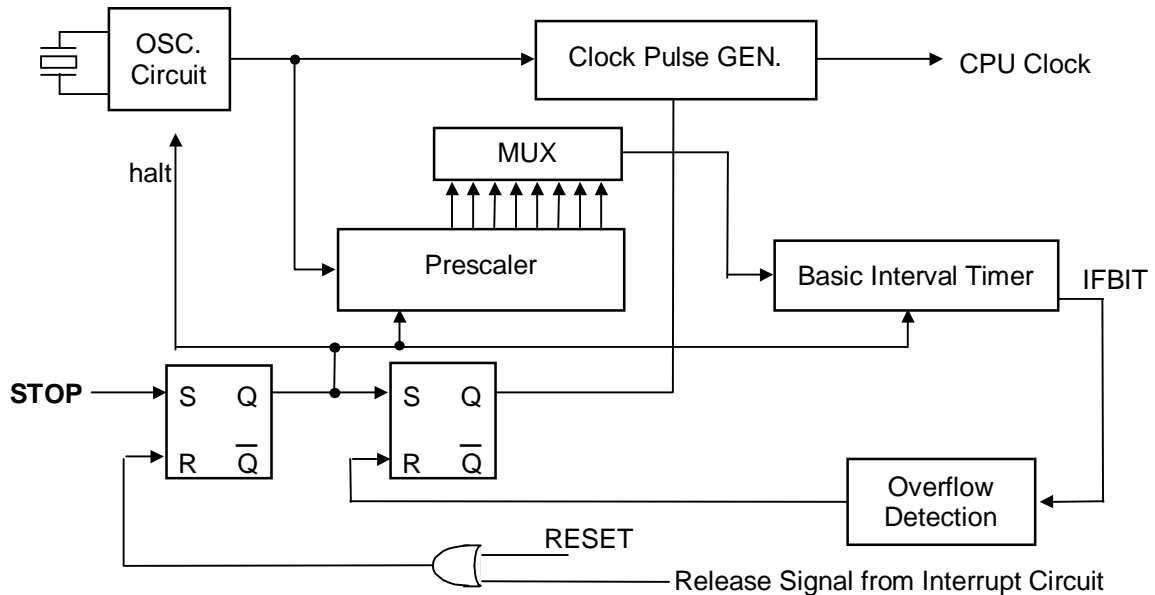 OSC.
Circuit
Clock Pulse GEN.
CPU Clock
MUX
halt
Prescaler
Basic Interval Timer
IFBIT
STOP
S Q
R Q
S Q
R Q
Overflow
Detection
RESET
Release Signal from Interrupt Circuit